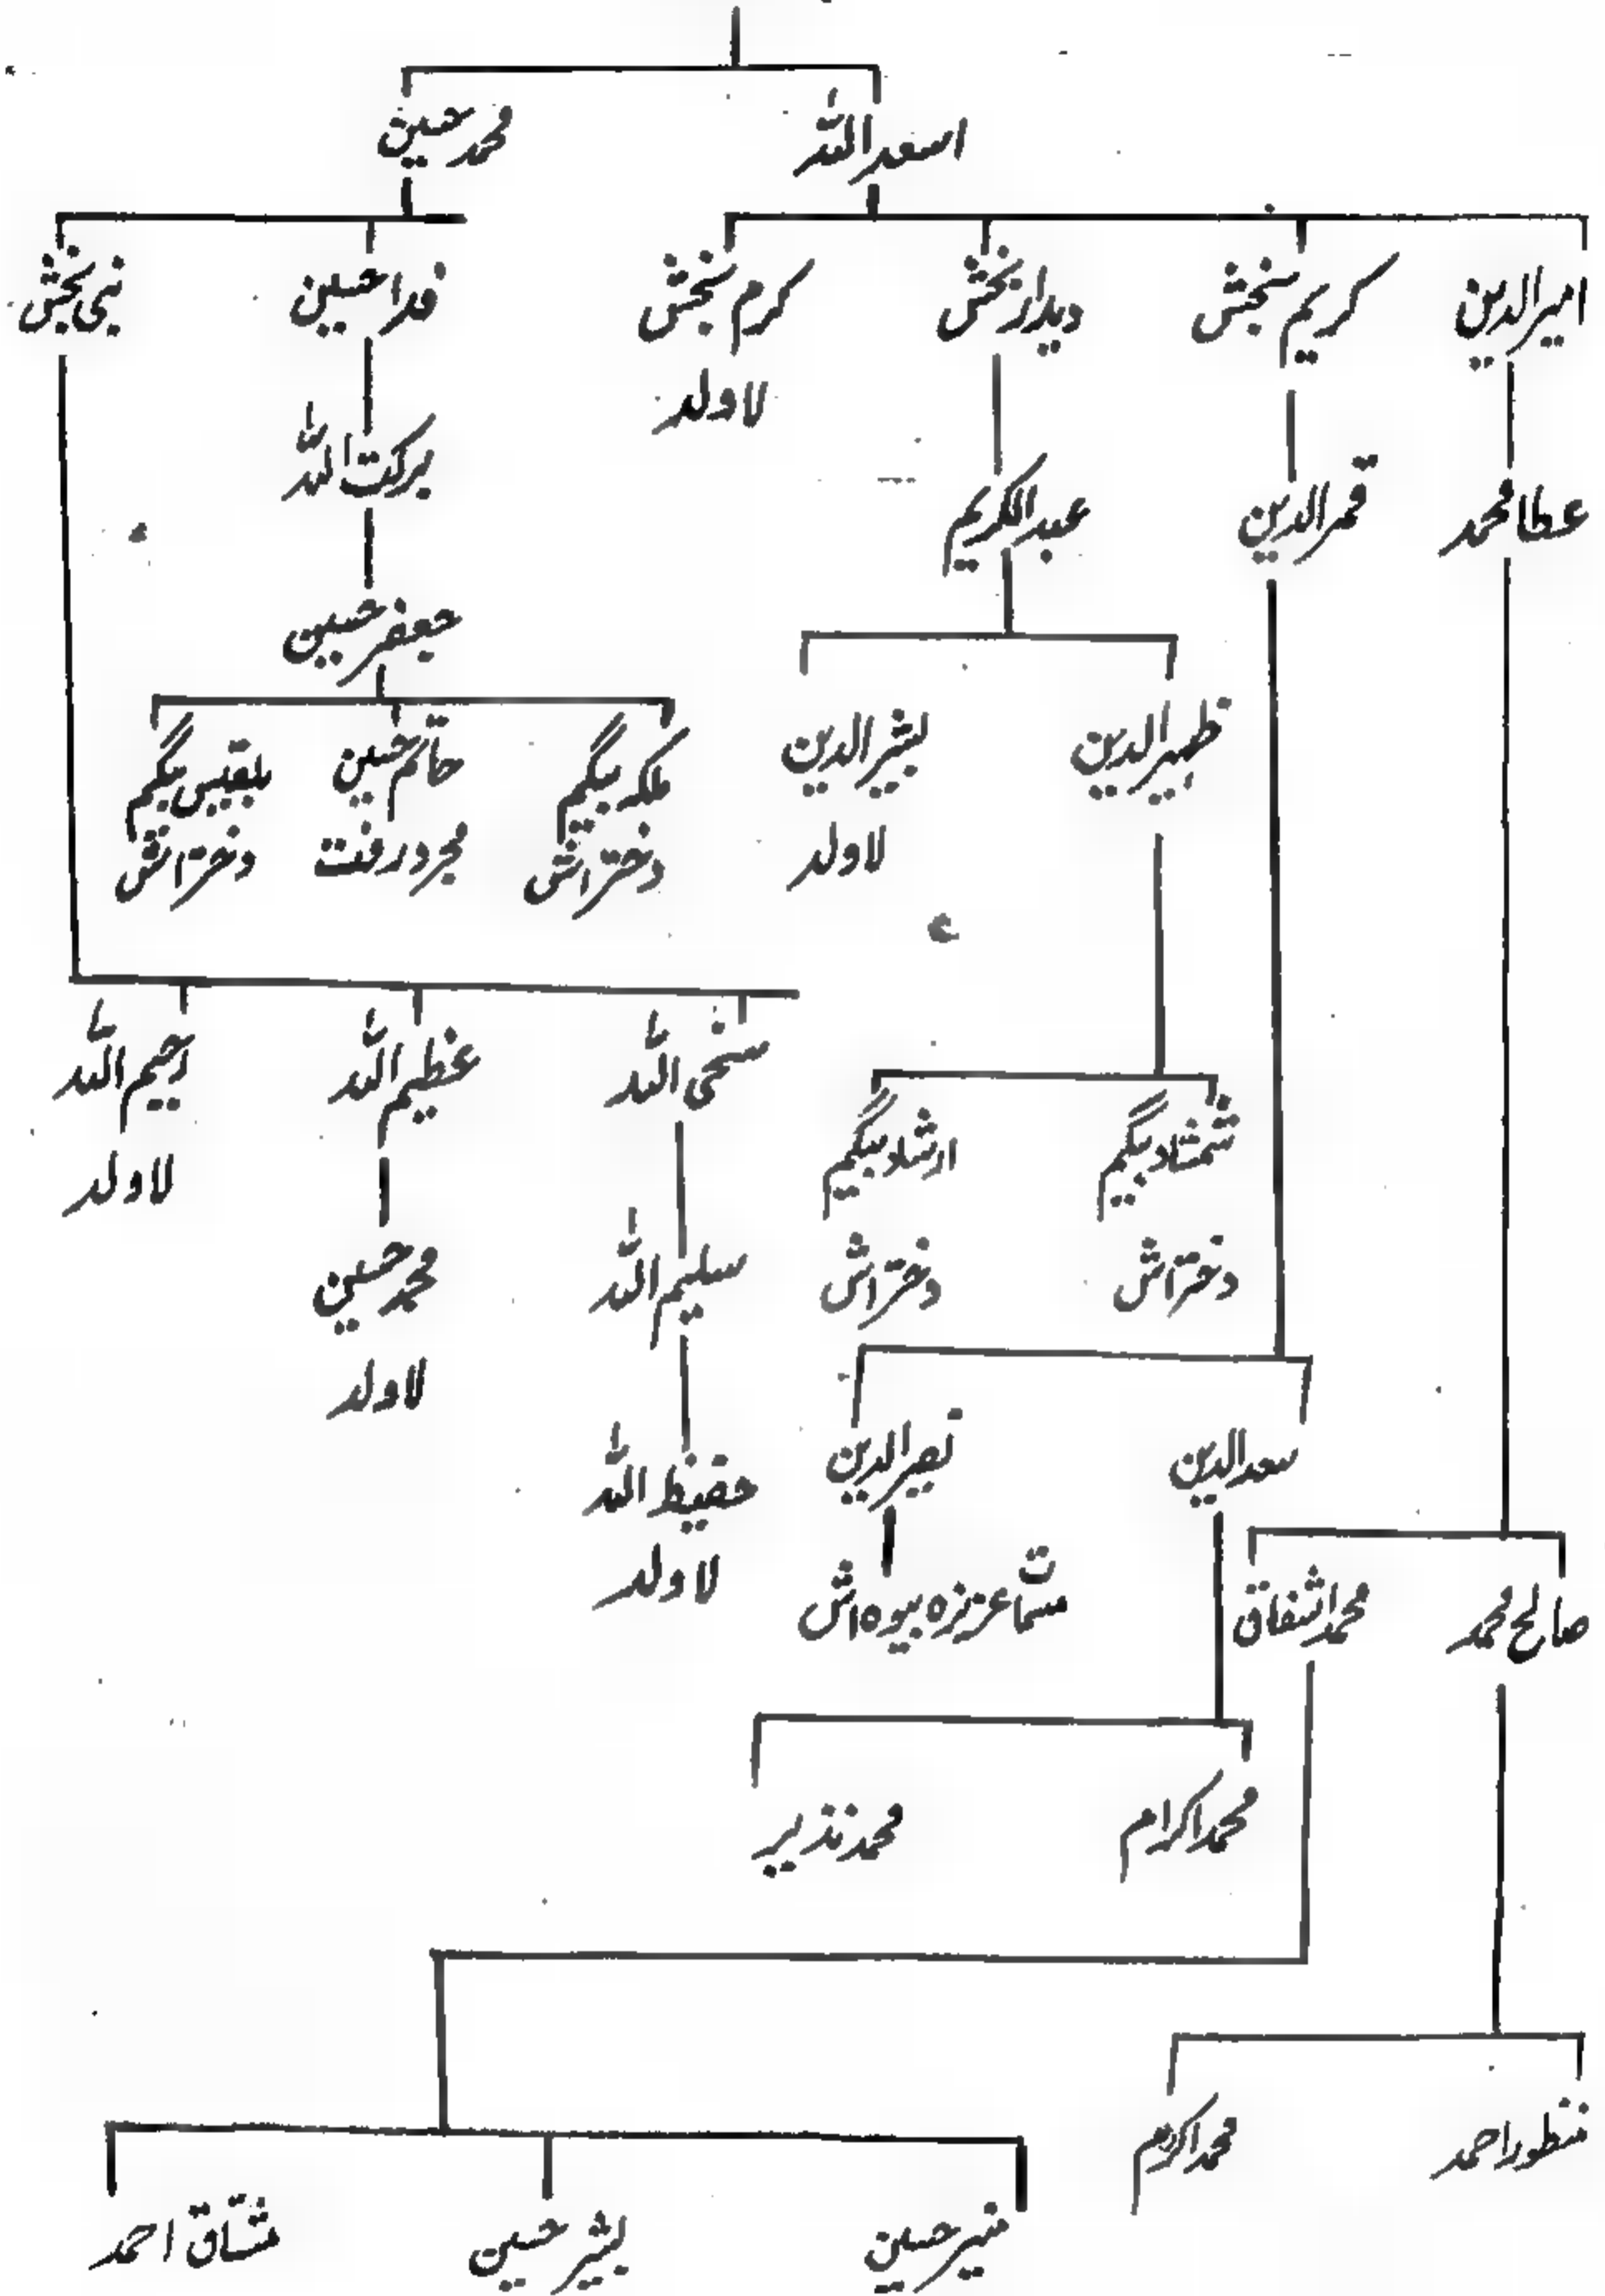 اسعد اللہ
محمد حسین
امیر الدین
کریم بخش
دیدار بخش
کرم بخش
لاولد
فدا حسین
نبی بخش
عطا محمد
قمر الدین
عبدالکریم
برکت اللہ
جعفر حسین
ظہیر الدین
بشیر الدین
لاولد
ملکہ بیگم
دختر اش
حاتم حسین
مجرد رفت
بلقیس بیگم
دختر اش
شمشاد بیگم
دختر اش
ارشاد بیگم
دختر اش
سخی اللہ
عظیم اللہ
رحیم اللہ
لاولد
سلیم اللہ
محمد حسین
لاولد
سعد الدین
نصیر الدین
حفیظ اللہ
لاولد
مسمات عزیزہ بیوہ اش
صالح محمد
محمد اشفاق
محمد اکرام
محمد نذیر
منظور احمد
محمد اکرم
منیر حسین
بشیر حسین
مشتاق احمد